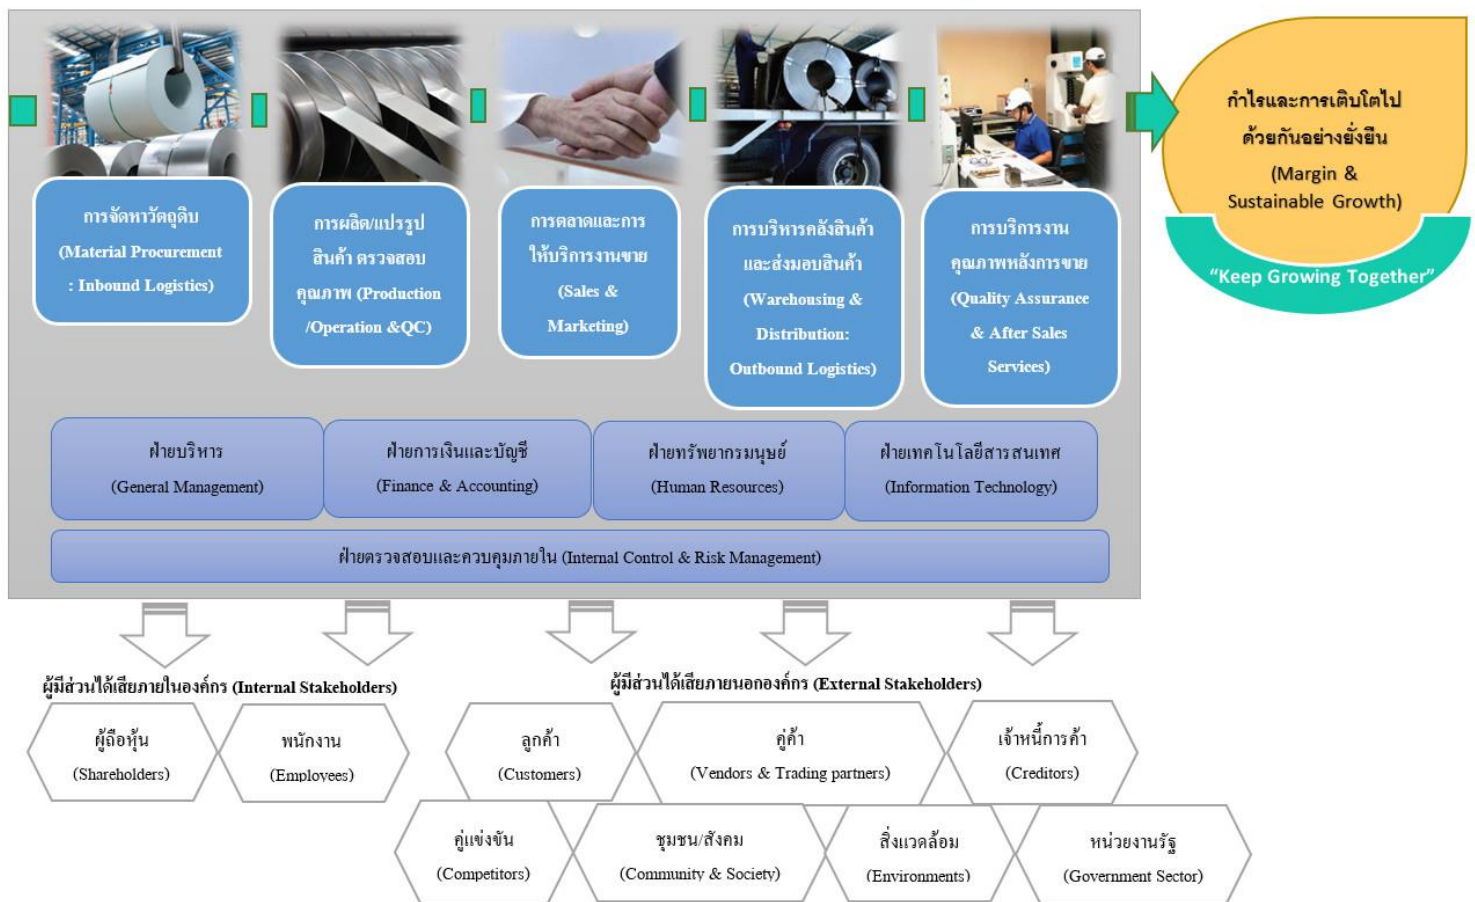 การจัดหาวัตถุดิบ
(Material Procurement
: Inbound Logistics)
การผลิต/แปรรูป
สินค้า ตรวจสอบ
คุณภาพ (Production
/Operation &QC)
การตลาดและการ
ให้บริการงานขาย
(Sales &
Marketing)
การบริหารคลังสินค้า
และส่งมอบสินค้า
(Warehousing &
Distribution:
Outbound Logistics)
การบริการงาน
คุณภาพหลังการขาย
(Quality Assurance
& After Sales
Services)
กำไรและการเติบโตไป
ด้วยกันอย่างยั่งยืน
(Margin &
Sustainable Growth)
“Keep Growing Together”
ฝ่ายบริหาร
(General Management)
ฝ่ายการเงินและบัญชี
(Finance & Accounting)
ฝ่ายทรัพยากรมนุษย์
(Human Resources)
ฝ่ายเทคโนโลยีสารสนเทศ
(Information Technology)
ฝ่ายตรวจสอบและควบคุมภายใน (Internal Control & Risk Management)
ผู้มีส่วนได้เสียภายในองค์กร (Internal Stakeholders)
ผู้ถือหุ้น
(Shareholders)
พนักงาน
(Employees)
ผู้มีส่วนได้เสียภายนอกองค์กร (External Stakeholders)
ลูกค้า
(Customers)
คู่ค้า
(Vendors & Trading partners)
เจ้าหนี้การค้า
(Creditors)
คู่แข่งขัน
(Competitors)
ชุมชน/สังคม
(Community & Society)
สิ่งแวดล้อม
(Environments)
หน่วยงานรัฐ
(Government Sector)